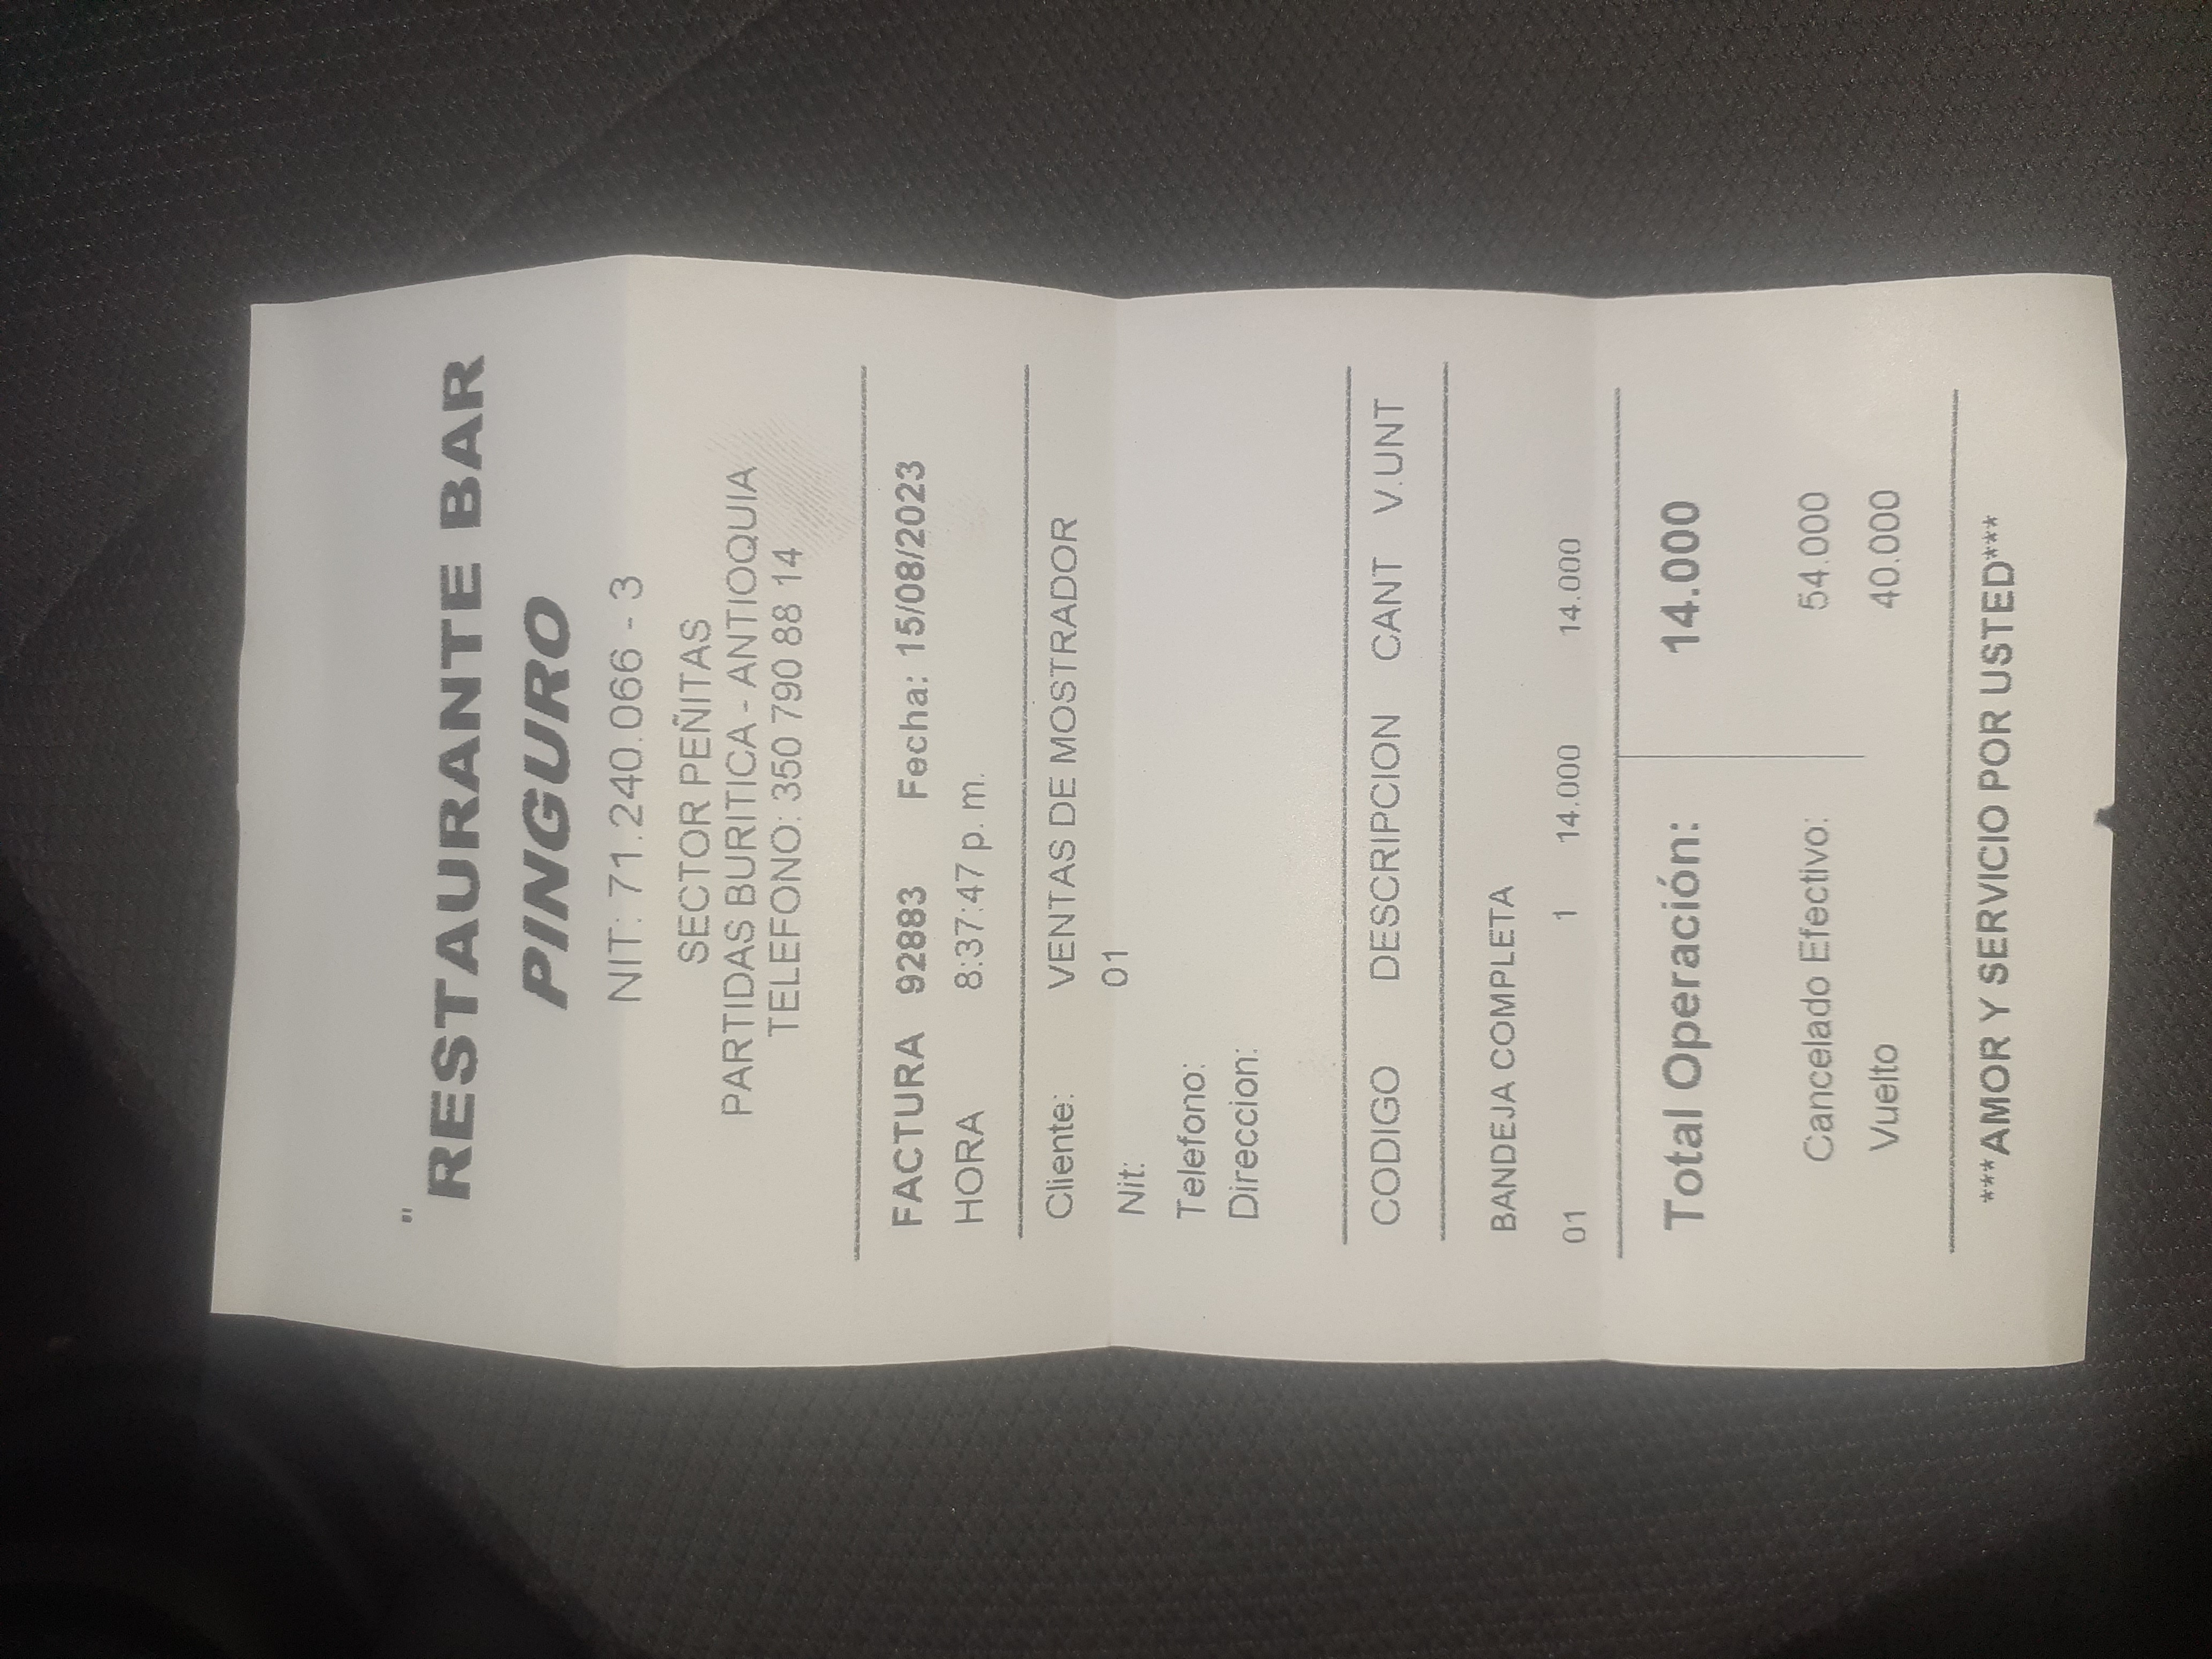 "
RESTAURANTE BAR
PINGURO
NIT: 71.240.066 - 3
SECTOR PEÑITAS
PARTIDAS BURITICA - ANTIOQUIA
TELEFONO: 350 790 88 14
FACTURA 92883 Fecha: 15/08/2023
HORA 8:37:47 p. m.
Cliente: VENTAS DE MOSTRADOR
Nit: 01
Telefono:
Direccion:
CODIGO DESCRIPCION CANT V.UNT
BANDEJA COMPLETA
01 1 14.000 14.000
Total Operación: 14.000
Cancelado Efectivo: 54.000
Vuelto 40.000
***AMOR Y SERVICIO POR USTED***